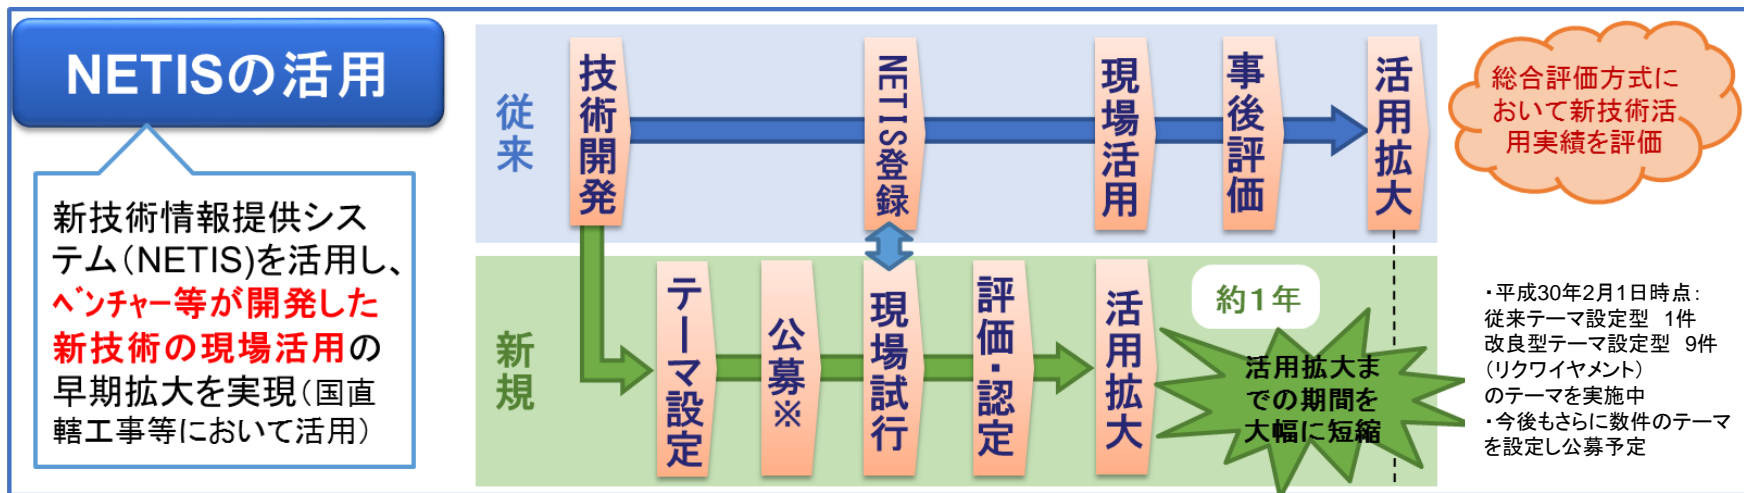 NETISの活用
新技術情報提供シス
テム(NETIS)を活用し、
ベンチャー等が開発した
新技術の現場活用の
早期拡大を実現(国直
轄工事等において活用)
従来
技術開発
NETIS登録
現場活用
事後評価
活用拡大
総合評価方式に
おいて新技術活
用実績を評価
新規
テーマ設定
公募※
現場試行
評価・認定
活用拡大
約1年
活用拡大ま
での期間を
大幅に短縮
・平成30年2月1日時点:
従来テーマ設定型 1件
改良型テーマ設定型 9件
(リクワイヤメント)
のテーマを実施中
・今後もさらに数件のテーマ
を設定し公募予定